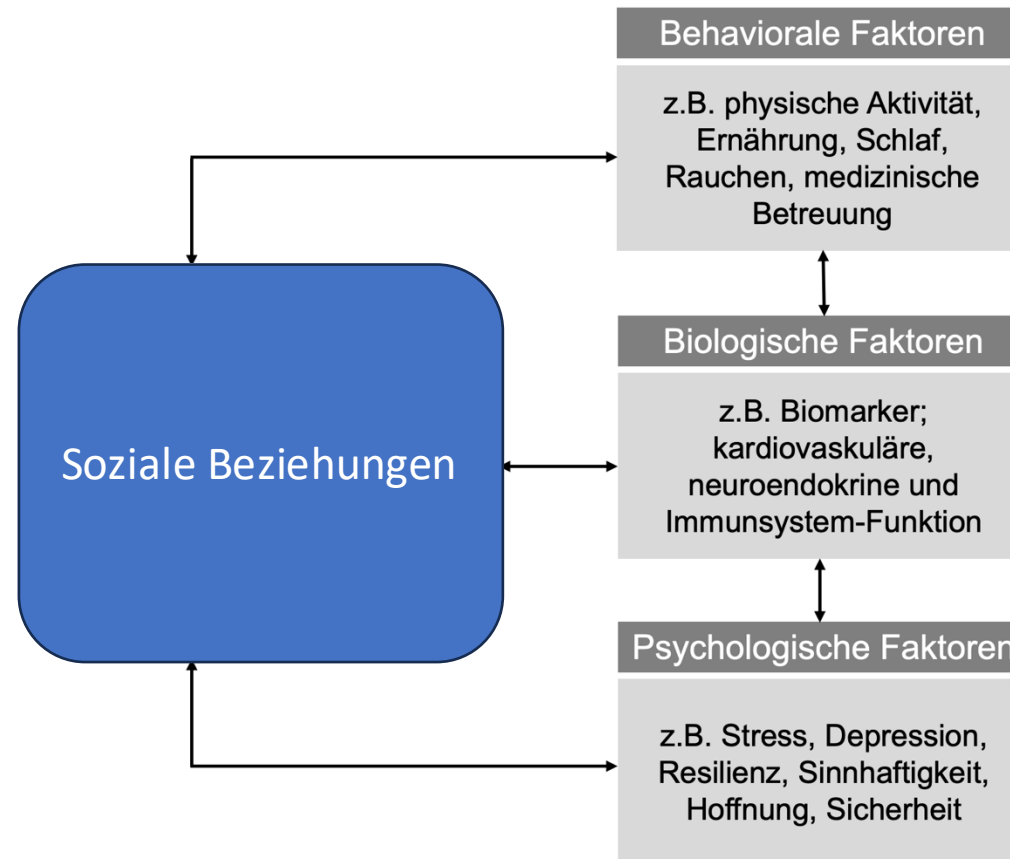 Behaviorale Faktoren
z.B. physische Aktivität,
Ernährung, Schlaf,
Rauchen, medizinische
Betreuung
Soziale Beziehungen
Biologische Faktoren
z.B. Biomarker;
kardiovaskuläre,
neuroendokrine und
Immunsystem-Funktion
Psychologische Faktoren
z.B. Stress, Depression,
Resilienz, Sinnhaftigkeit,
Hoffnung, Sicherheit